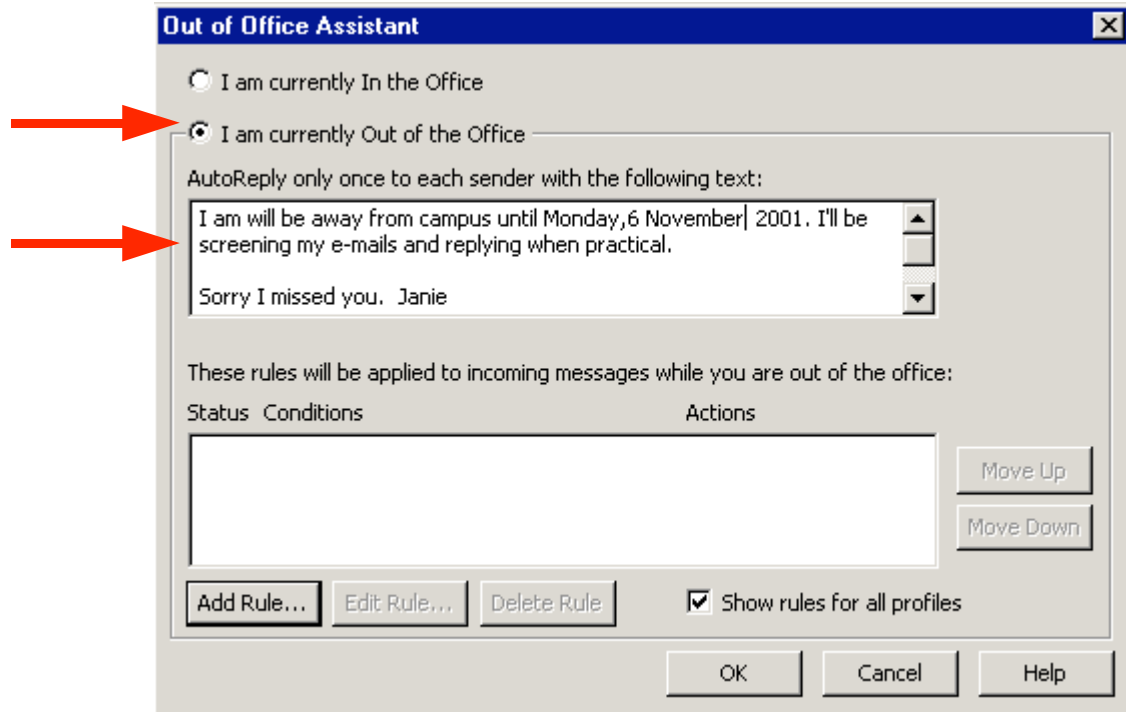 Out of Office Assistant
I am currently In the Office
I am currently Out of the Office
AutoReply only once to each sender with the following text:
I am will be away from campus until Monday,6 November 2001. I'll be
screening my e-mails and replying when practical.
Sorry I missed you.  Janie
These rules will be applied to incoming messages while you are out of the office:
Status Conditions Actions
Move Up
Move Down
Add Rule... Edit Rule... Delete Rule Show rules for all profiles
OK Cancel Help